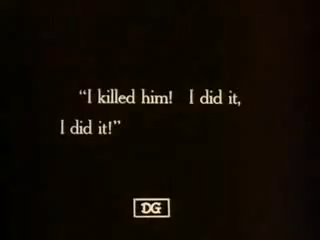 “I killed him! I did it,
I did it!”
DG